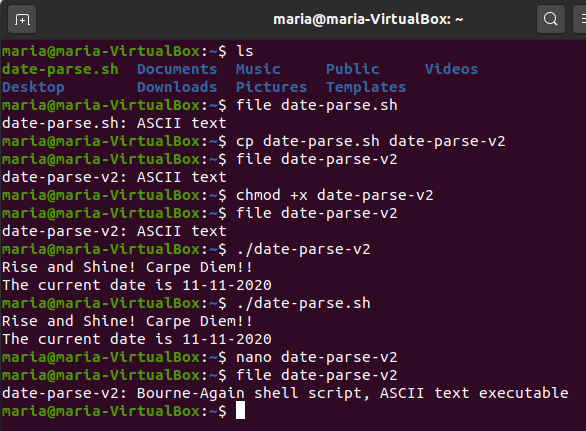 maria@maria-VirtualBox: ~
maria@maria-VirtualBox:~$ ls
date-parse.sh  Documents  Music     Public     Videos
Desktop        Downloads  Pictures  Templates
maria@maria-VirtualBox:~$ file date-parse.sh
date-parse.sh: ASCII text
maria@maria-VirtualBox:~$ cp date-parse.sh date-parse-v2
maria@maria-VirtualBox:~$ file date-parse-v2
date-parse-v2: ASCII text
maria@maria-VirtualBox:~$ chmod +x date-parse-v2
maria@maria-VirtualBox:~$ file date-parse-v2
date-parse-v2: ASCII text
maria@maria-VirtualBox:~$ ./date-parse-v2
Rise and Shine! Carpe Diem!!
The current date is 11-11-2020
maria@maria-VirtualBox:~$ ./date-parse.sh
Rise and Shine! Carpe Diem!!
The current date is 11-11-2020
maria@maria-VirtualBox:~$ nano date-parse-v2
maria@maria-VirtualBox:~$ file date-parse-v2
date-parse-v2: Bourne-Again shell script, ASCII text executable
maria@maria-VirtualBox:~$